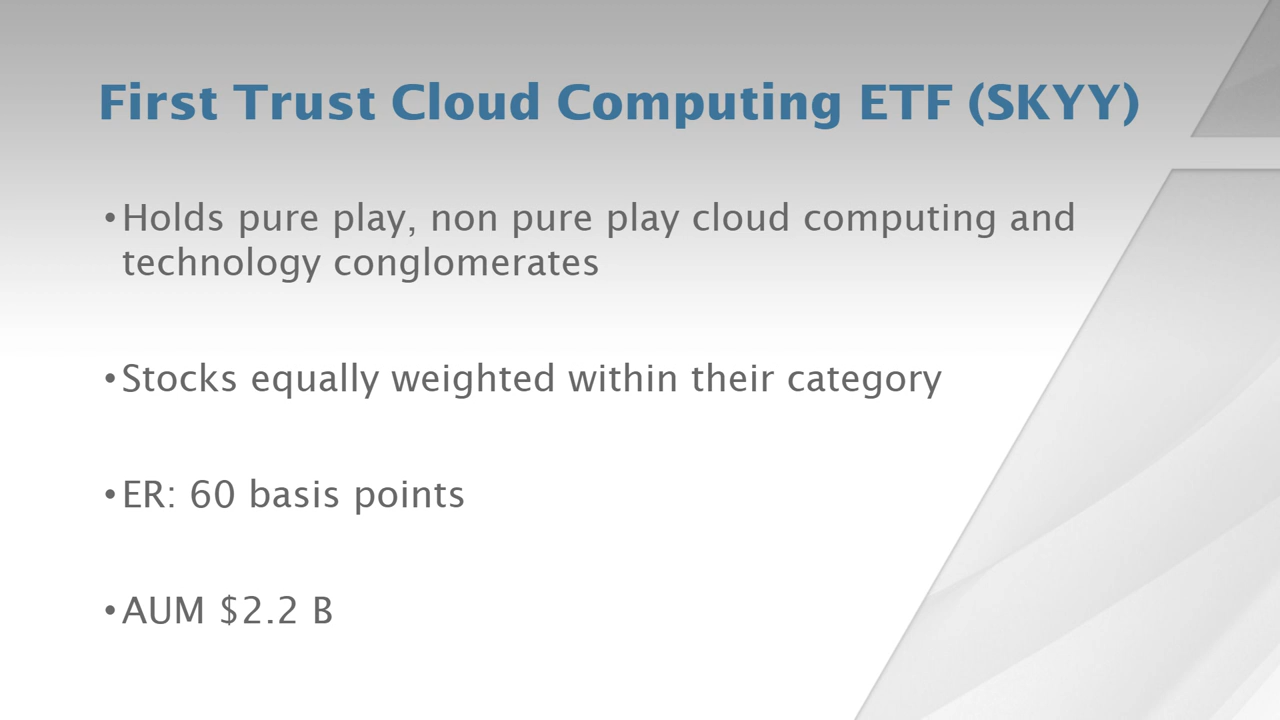 First Trust Cloud Computing ETF (SKYY)
•Holds pure play, non pure play cloud computing and
technology conglomerates
•Stocks equally weighted within their category
•ER: 60 basis points
•AUM $2.2 B